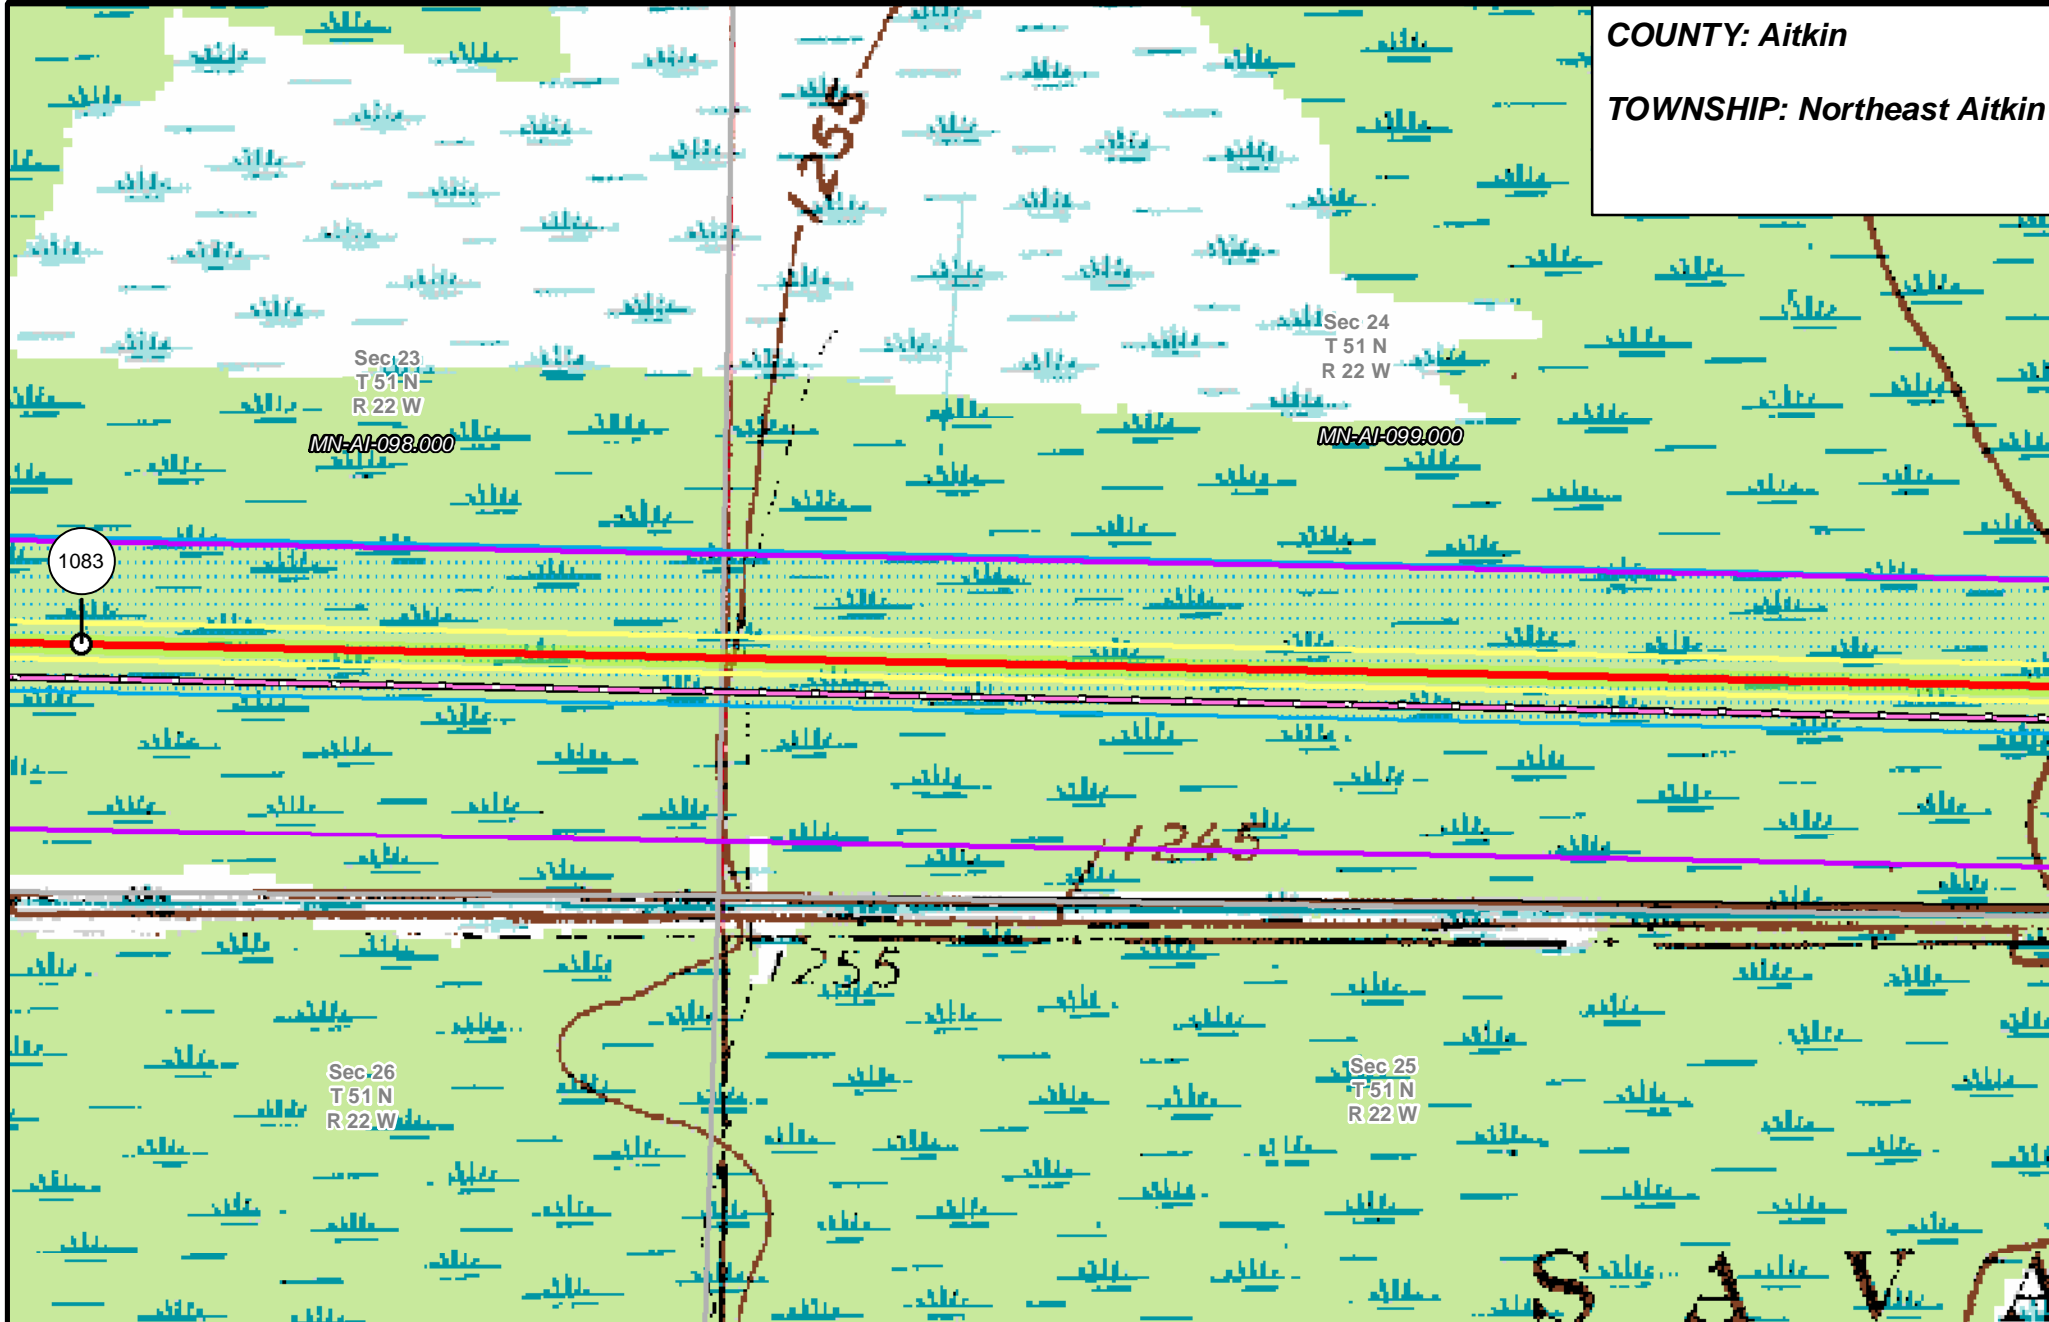 COUNTY: Aitkin
TOWNSHIP: Northeast Aitkin
1255
Sec 24
T 51 N
R 22 W
Sec 23
T 51 N
R 22 W
MN-AI-098.000
MN-AI-099.000
1083
1245
1255
Sec 26
T 51 N
R 22 W
Sec 25
T 51 N
R 22 W
S A V A